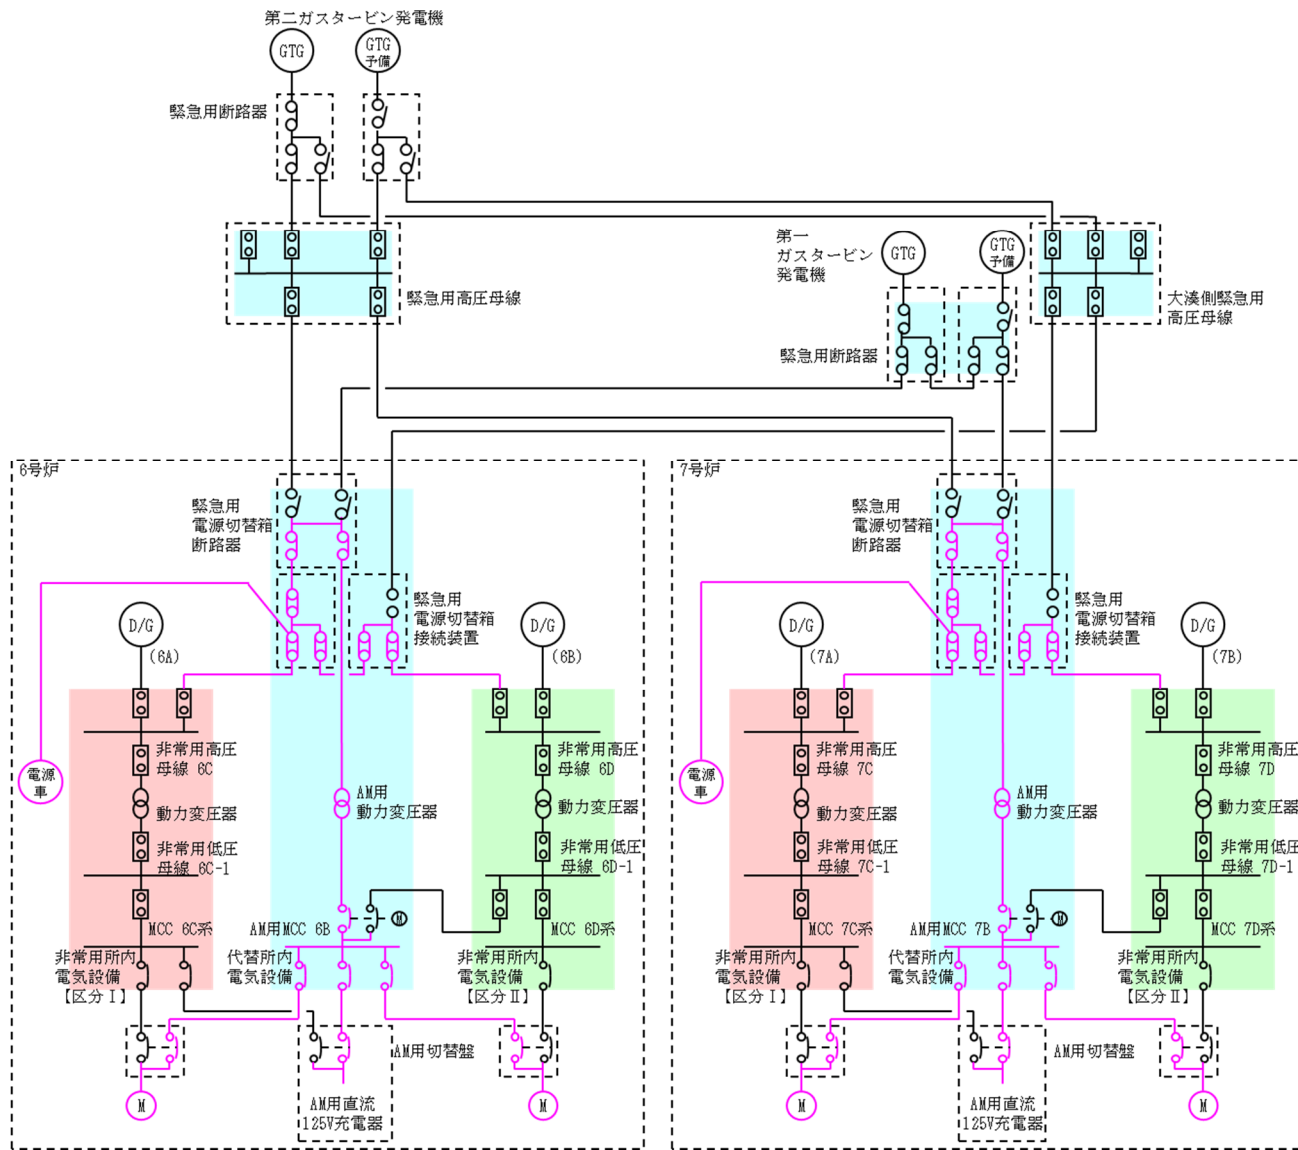 第二ガスタービン発電機
GTG
GTG
予備
緊急用断路器
第一
ガスタービン
発電機
GTG
GTG
予備
緊急用高圧母線
大湊側緊急用
高圧母線
緊急用断路器
6号炉
緊急用
電源切替箱
断路器
緊急用
電源切替箱
接続装置
D/G
(6A)
D/G
(6B)
電源
車
非常用高圧
母線 6C
動力変圧器
非常用低圧
母線 6C-1
MCC 6C系
非常用所内
電気設備
【区分Ⅰ】
AM用
動力変圧器
AM用MCC 6B
M
代替所内
電気設備
非常用高圧
母線 6D
動力変圧器
非常用低圧
母線 6D-1
MCC 6D系
非常用所内
電気設備
【区分Ⅱ】
AM用切替盤
M
AM用直流
125V充電器
M
7号炉
緊急用
電源切替箱
断路器
緊急用
電源切替箱
接続装置
D/G
(7A)
D/G
(7B)
電源
車
非常用高圧
母線 7C
動力変圧器
非常用低圧
母線 7C-1
MCC 7C系
非常用所内
電気設備
【区分Ⅰ】
AM用
動力変圧器
AM用MCC 7B
M
代替所内
電気設備
非常用高圧
母線 7D
動力変圧器
非常用低圧
母線 7D-1
MCC 7D系
非常用所内
電気設備
【区分Ⅱ】
AM用切替盤
M
AM用直流
125V充電器
M